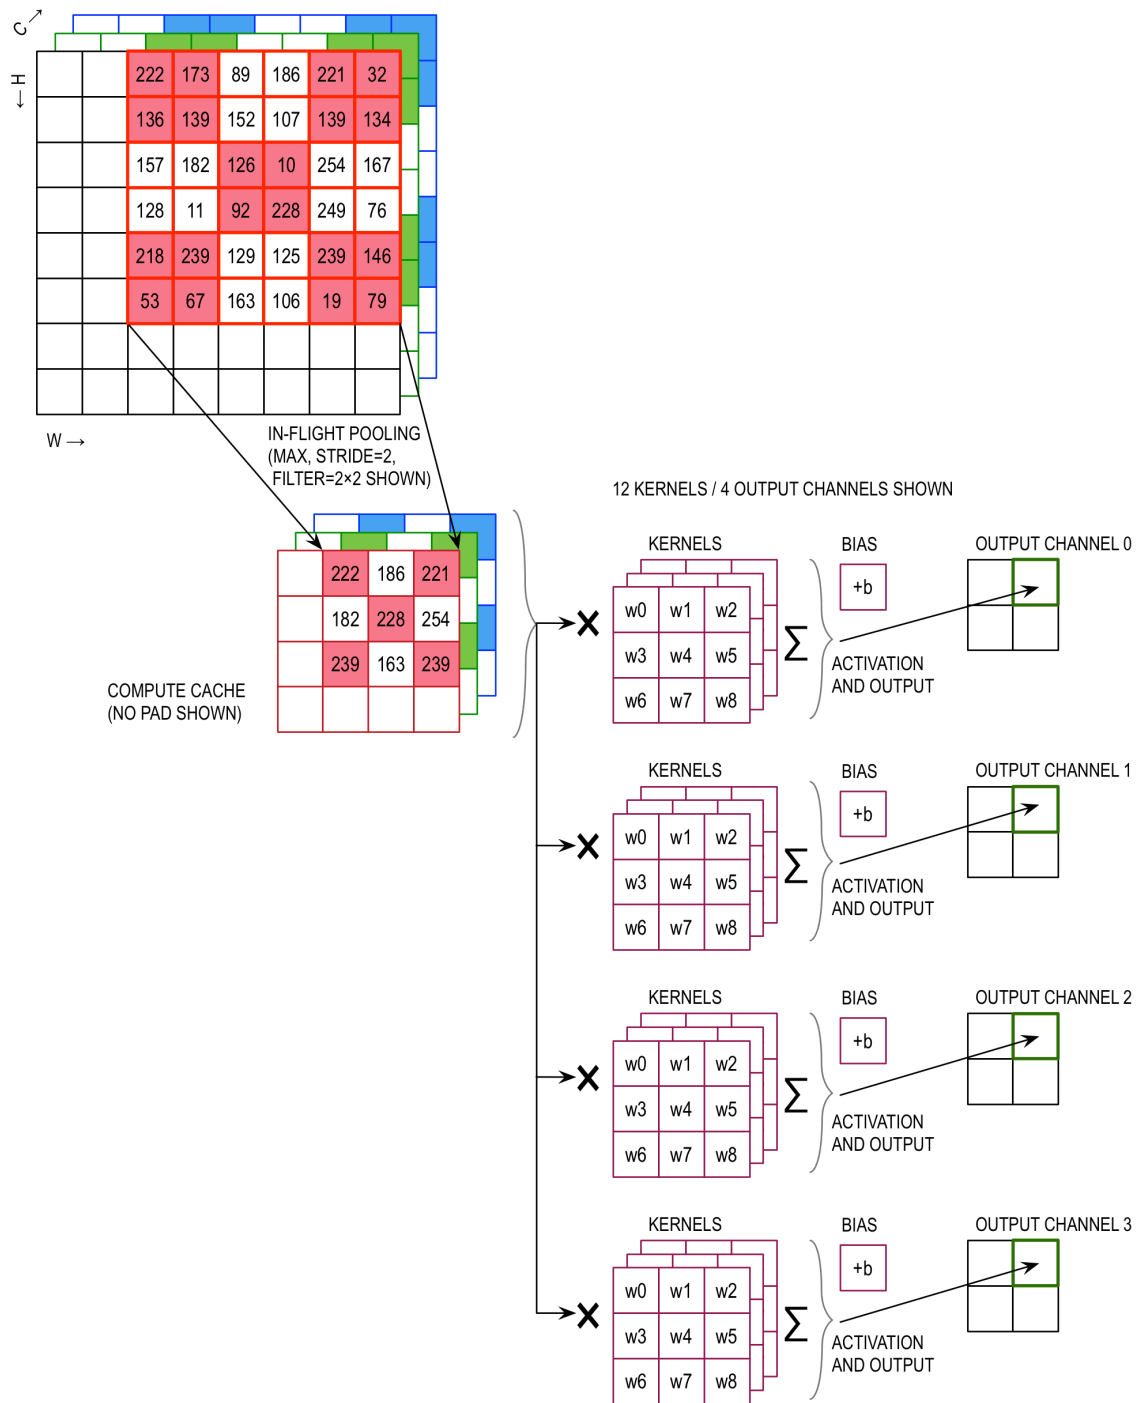 C →
← H
222 173 89 186 221 32
136 139 152 107 139 134
157 182 126 10 254 167
128 11 92 228 249 76
218 239 129 125 239 146
53 67 163 106 19 79
W →
IN-FLIGHT POOLING
(MAX, STRIDE=2,
FILTER=2×2 SHOWN)
222 186 221
182 228 254
239 163 239
COMPUTE CACHE
(NO PAD SHOWN)
12 KERNELS / 4 OUTPUT CHANNELS SHOWN
KERNELS BIAS OUTPUT CHANNEL 0
+b
× w0 w1 w2
w3 w4 w5 ∑
w6 w7 w8
ACTIVATION
AND OUTPUT
KERNELS BIAS OUTPUT CHANNEL 1
+b
× w0 w1 w2
w3 w4 w5 ∑
w6 w7 w8
ACTIVATION
AND OUTPUT
KERNELS BIAS OUTPUT CHANNEL 2
+b
× w0 w1 w2
w3 w4 w5 ∑
w6 w7 w8
ACTIVATION
AND OUTPUT
KERNELS BIAS OUTPUT CHANNEL 3
+b
× w0 w1 w2
w3 w4 w5 ∑
w6 w7 w8
ACTIVATION
AND OUTPUT